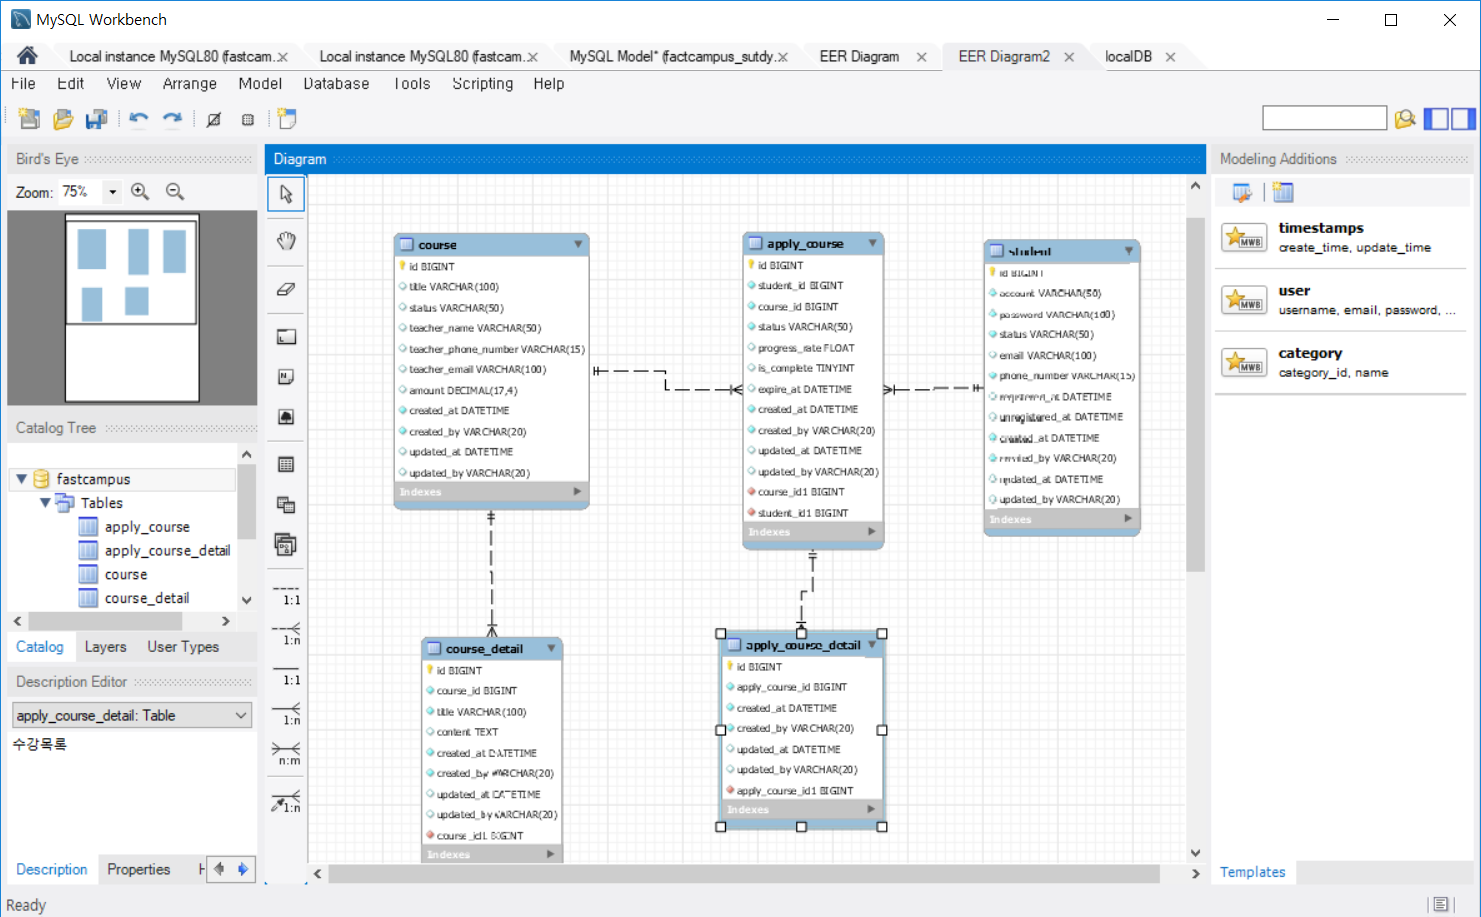 MySQL Workbench
Local instance MySQL80 (fastcam.
Local instance MySQL80 (fastcam.
MySQL Model* (factcampus_sutdy.
EER Diagram
EER Diagram2
localDB
File Edit View Arrange Model Database Tools Scripting Help
Bird's Eye
Zoom: 75%
Catalog Tree
fastcampus
Tables
apply_course
apply_course_detail
course
course_detail
Catalog Layers User Types
Description Editor
apply_course_detail: Table
수강목록
Description Properties H
Ready
Diagram
1:1
1:n
1:1
1:n
n:m
1:n
course
id BIGINT
title VARCHAR(100)
status VARCHAR(50)
teacher_name VARCHAR(50)
teacher_phone_number VARCHAR(15)
teacher_email VARCHAR(100)
amount DECIMAL(17,4)
created_at DATETIME
created_by VARCHAR(20)
updated_at DATETIME
updated_by VARCHAR(20)
Indexes
apply_course
id BIGINT
student_id BIGINT
course_id BIGINT
status VARCHAR(50)
progress_rate FLOAT
is_complete TINYINT
expire_at DATETIME
created_at DATETIME
created_by VARCHAR(20)
updated_at DATETIME
updated_by VARCHAR(20)
course_id1 BIGINT
student_id1 BIGINT
Indexes
student
id BIGINT
account VARCHAR(50)
password VARCHAR(100)
status VARCHAR(50)
email VARCHAR(100)
phone_number VARCHAR(15)
registered_at DATETIME
unregistered_at DATETIME
created_at DATETIME
created_by VARCHAR(20)
updated_at DATETIME
updated_by VARCHAR(20)
Indexes
course_detail
id BIGINT
course_id BIGINT
title VARCHAR(100)
content TEXT
created_at DATETIME
created_by VARCHAR(20)
updated_at DATETIME
updated_by VARCHAR(20)
course_id1 BIGINT
Indexes
apply_course_detail
id BIGINT
apply_course_id BIGINT
created_at DATETIME
created_by VARCHAR(20)
updated_at DATETIME
updated_by VARCHAR(20)
apply_course_id1 BIGINT
Indexes
Modeling Additions
MWB
timestamps
create_time, update_time
MWB
user
username, email, password, ...
MWB
category
category_id, name
Templates